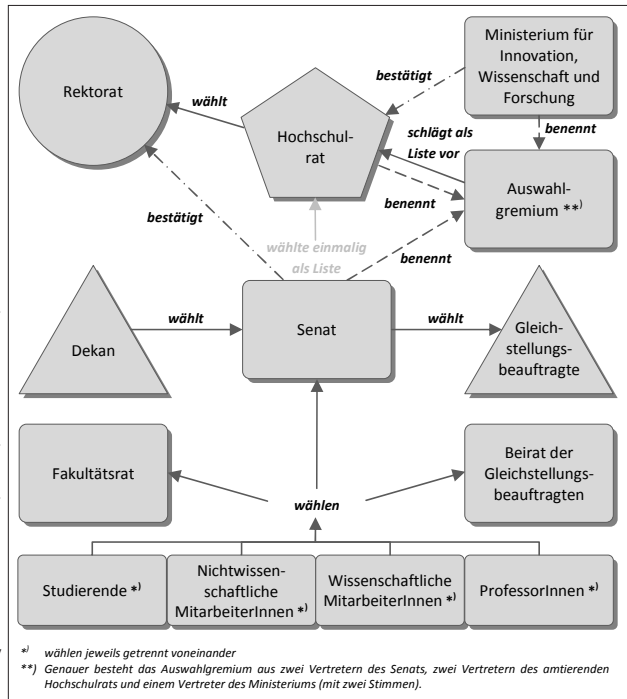 Ministerium für
Innovation,
Wissenschaft und
Forschung
Rektorat
bestätigt
wählt
Hochschul-
rat
benennt
schlägt als
Liste vor
Auswahl-
gremium **)
benennt
bestätigt
wählte einmalig
als Liste
benennt
Dekan
wählt
Senat
wählt
Gleich-
stellungs-
beauftragte
Fakultätsrat
wählen
Beirat der
Gleichstellungs-
beauftragten
Studierende *)
Nichtwissen-
schaftliche
MitarbeiterInnen *)
Wissenschaftliche
MitarbeiterInnen *)
ProfessorInnen *)
*) wählen jeweils getrennt voneinander
**) Genauer besteht das Auswahlgremium aus zwei Vertretern des Senats, zwei Vertretern des amtierenden
Hochschulrats und einem Vertreter des Ministeriums (mit zwei Stimmen).